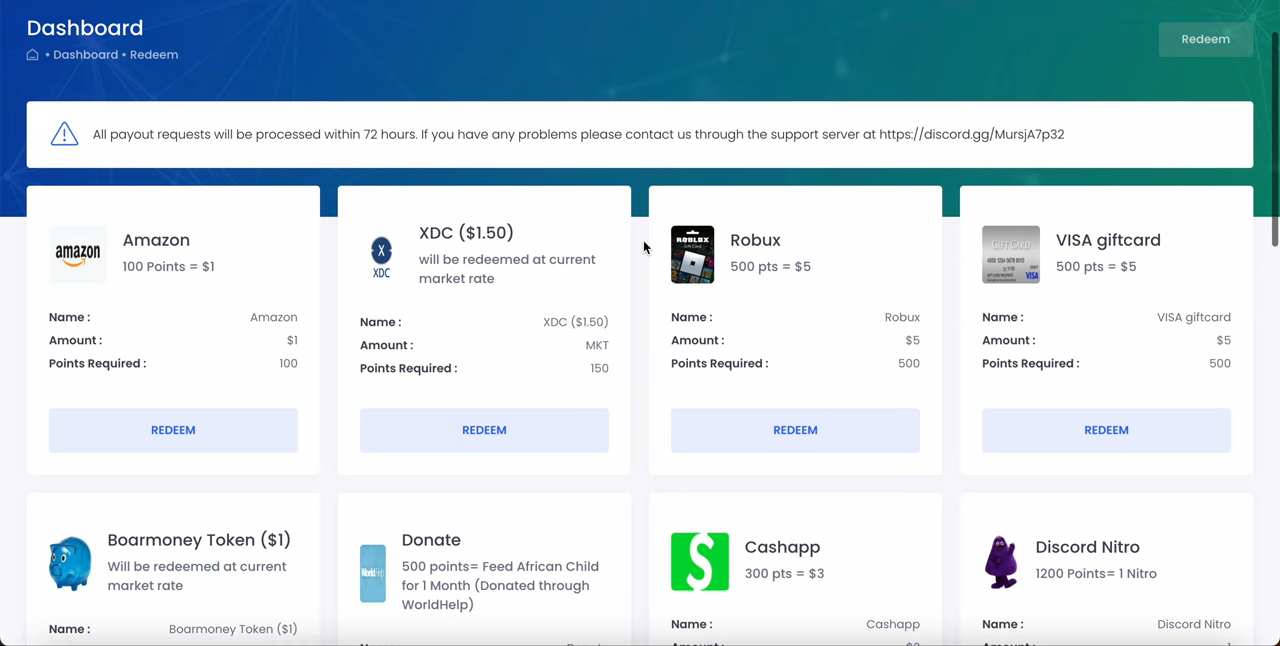 Dashboard
• Dashboard • Redeem
Redeem
All payout requests will be processed within 72 hours. If you have any problems please contact us through the support server at https://discord.gg/MursjA7p32
amazon
Amazon
100 Points = $1
Name : Amazon
Amount : $1
Points Required : 100
REDEEM
X
XDC
XDC ($1.50)
will be redeemed at current
market rate
Name : XDC ($1.50)
Amount : MKT
Points Required : 150
REDEEM
ROBLOX
Gift Card
Robux
500 pts = $5
Name : Robux
Amount : $5
Points Required : 500
REDEEM
GIFT CARD
VISA
VISA giftcard
500 pts = $5
Name : VISA giftcard
Amount : $5
Points Required : 500
REDEEM
Boarmoney Token ($1)
Will be redeemed at current
market rate
Name : Boarmoney Token ($1)
Donate
500 points= Feed African Child
for 1 Month (Donated through
WorldHelp)
Cashapp
300 pts = $3
Name : Cashapp
Discord Nitro
1200 Points= 1 Nitro
Name : Discord Nitro